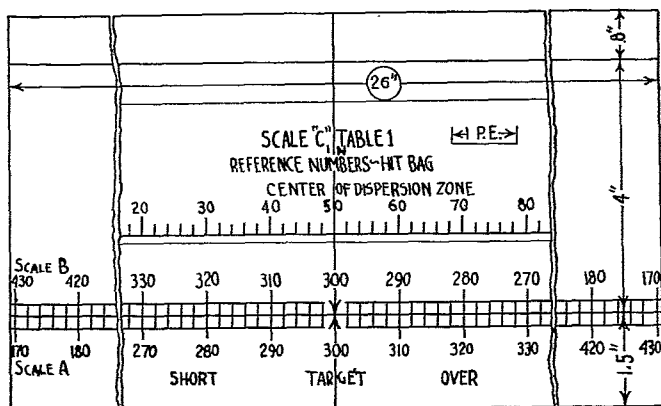 .8"
26"
SCALE "C" TABLE 1
P.E.
IN
REFERENCE NUMBERS-HIT BAG
CENTER OF DISPERSION ZONE
4"
20 30 40 50 60 70 80
SCALE B
430 420 330 320 310 300 290 280 270 180 170
170 180 270 280 290 300 310 320 330 420 430
SCALE A
SHORT TARGET OVER
1.5"